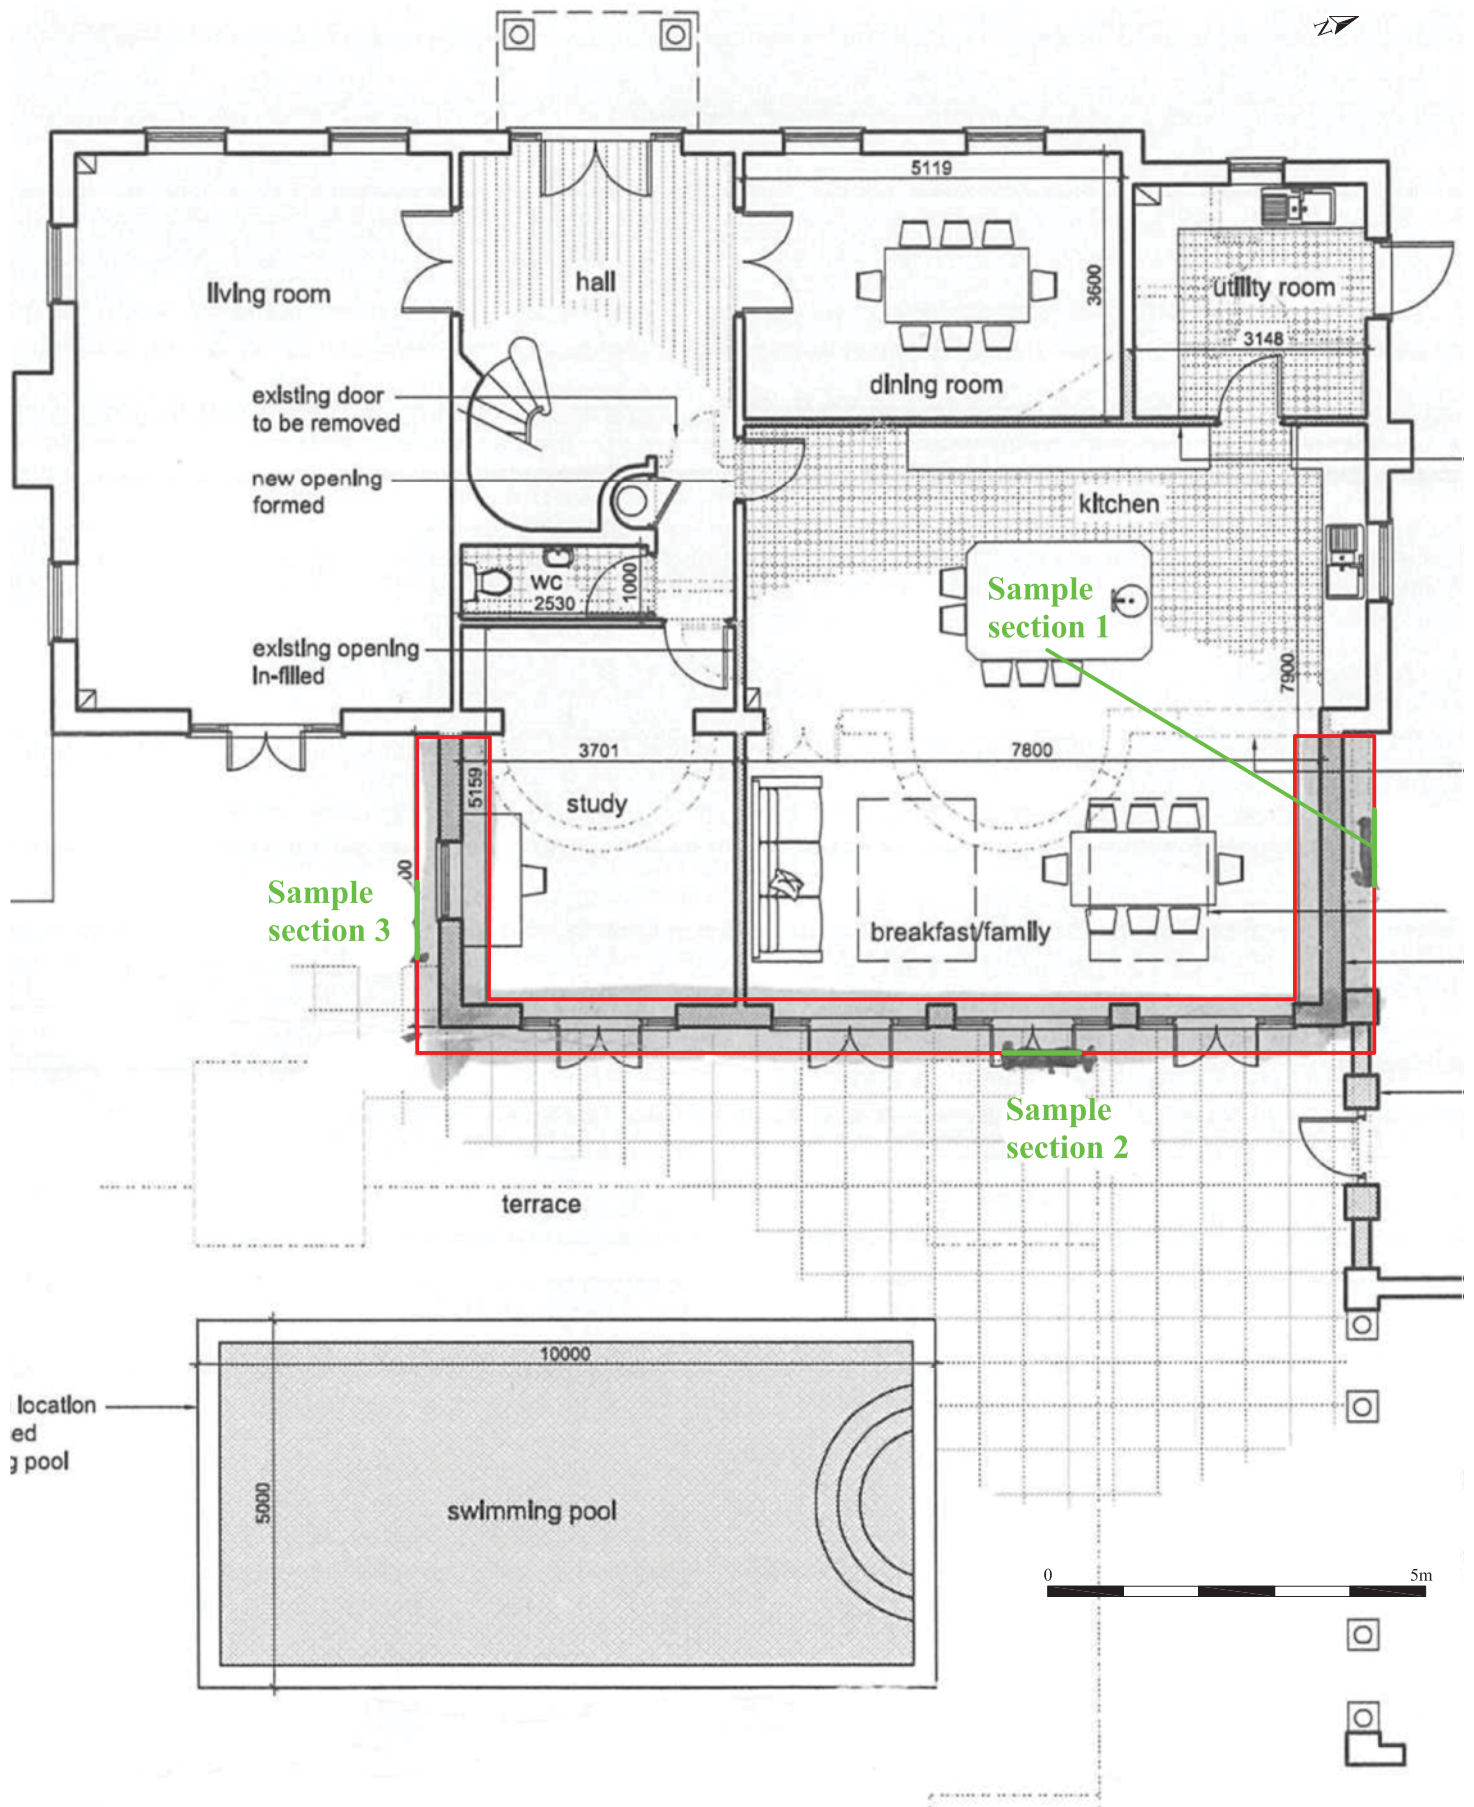 N
5119
living room
hall
3600
utility room
3148
dining room
existing door
to be removed
new opening
formed
kitchen
WC
2530
1000
Sample
section 1
existing opening
in-filled
7900
3701
7800
5159
study
00
Sample
section 3
breakfast/family
Sample
section 2
terrace
10000
location
ed
g pool
5000
swimming pool
0
5m